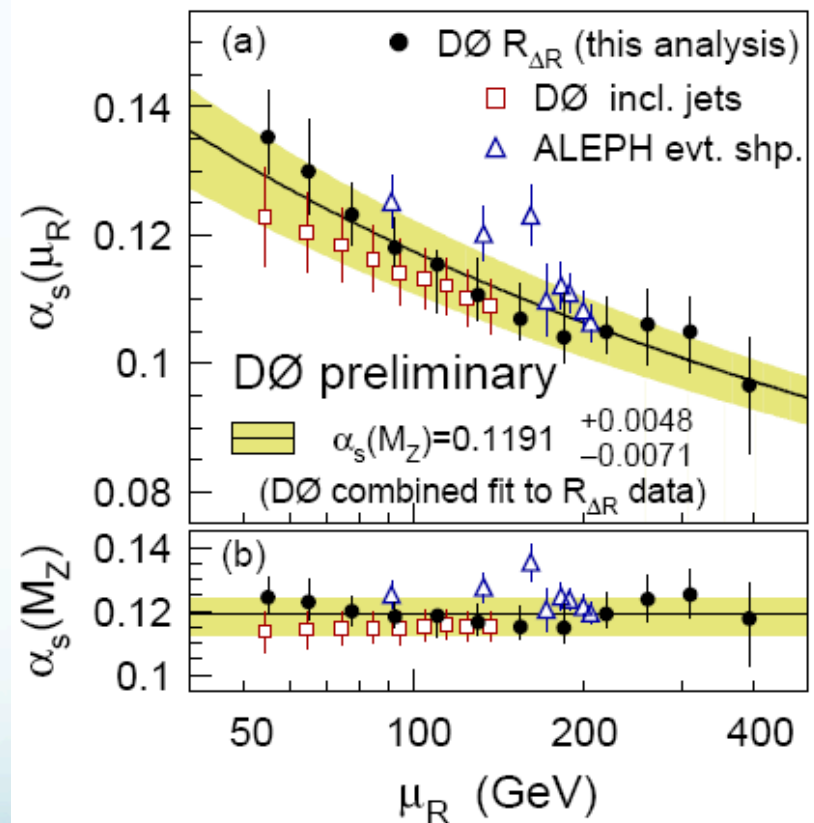 (a)
DØ R_ΔR (this analysis)
DØ incl. jets
ALEPH evt. shp.
0.14
0.12
0.1
0.08
α_s(μ_R)
DØ preliminary
α_s(M_Z)=0.1191 +0.0048 −0.0071
(DØ combined fit to R_ΔR data)
(b)
0.14
0.12
0.1
α_s(M_Z)
50 100 200 400
μ_R (GeV)